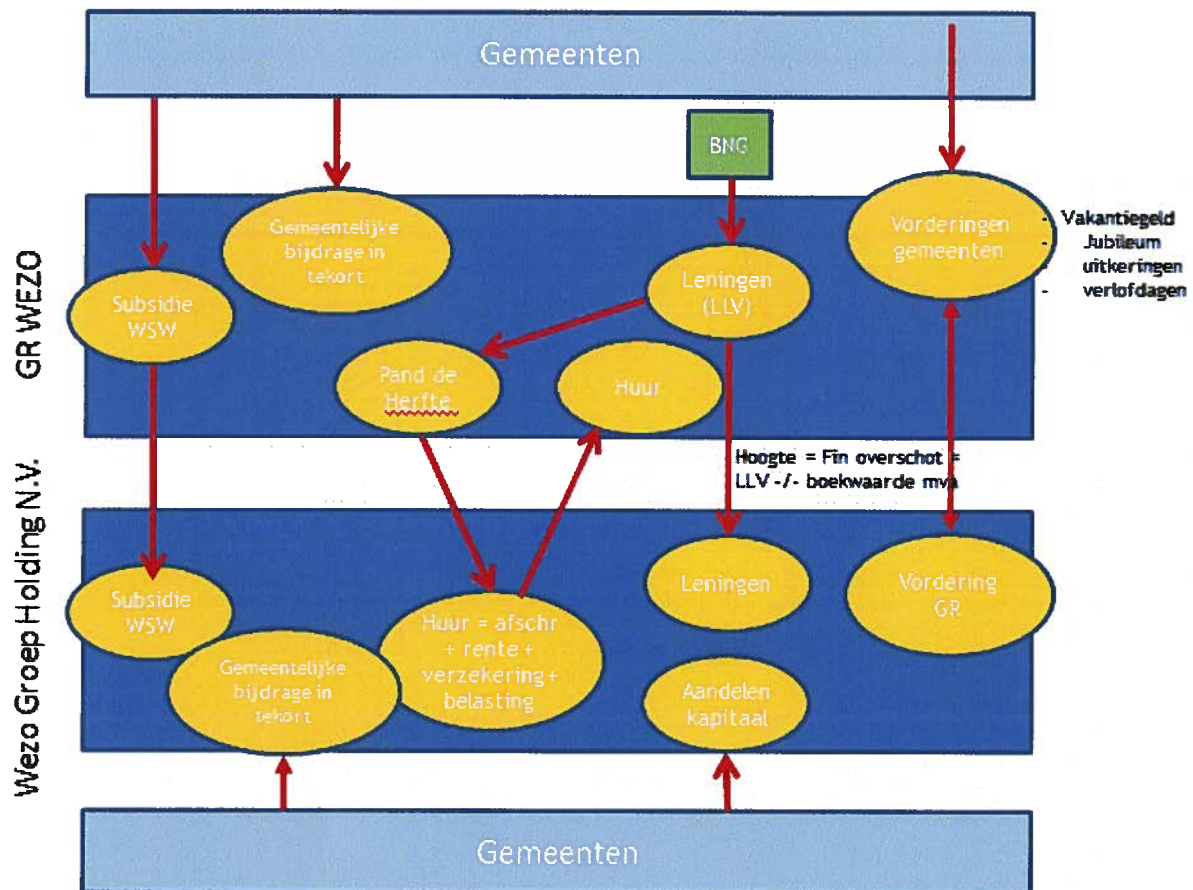 Gemeenten
BNG
GR WEZO
Gemeentelijke
bijdrage in
tekort
Vorderingen
gemeenten
- Vakantiegeld
- Jubileum
- uitkeringen
- verlofdagen
Subsidie
WSW
Leningen
(LLV)
Pand de
Herfte
Huur
Hoogte = Fin overschot =
LLV -/- boekwaarde mva
Wezo Groep Holding N.V.
Subsidie
WSW
Gemeentelijke
bijdrage in
tekort
Huur = afschr
+ rente +
verzekering+
belasting
Leningen
Vordering
GR
Aandelen
kapitaal
Gemeenten